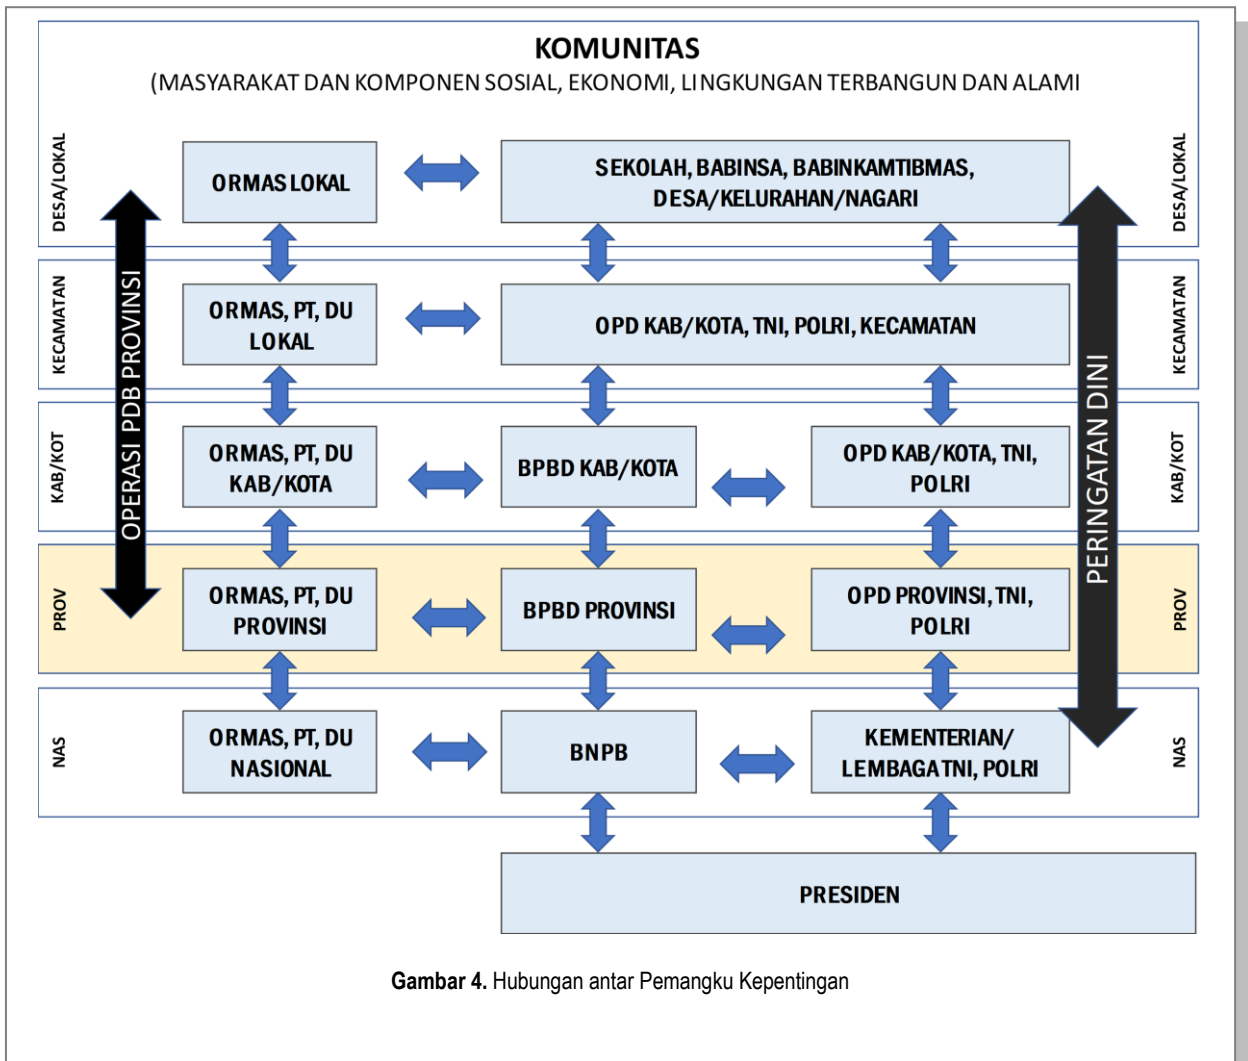 KOMUNITAS
(MASYARAKAT DAN KOMPONEN SOSIAL, EKONOMI, LINGKUNGAN TERBANGUN DAN ALAMI
DESA/LOKAL
ORMAS LOKAL
SEKOLAH, BABINSA, BABINKAMTIBMAS,
DESA/KELURAHAN/NAGARI
DESA/LOKAL
OPERASI PDB PROVINSI
PERINGATAN DINI
KECAMATAN
ORMAS, PT, DU
LOKAL
OPD KAB/KOTA, TNI, POLRI, KECAMATAN
KECAMATAN
KAB/KOT
ORMAS, PT, DU
KAB/KOTA
BPBD KAB/KOTA
OPD KAB/KOTA, TNI,
POLRI
KAB/KOT
PROV
ORMAS, PT, DU
PROVINSI
BPBD PROVINSI
OPD PROVINSI, TNI,
POLRI
PROV
NAS
ORMAS, PT, DU
NASIONAL
BNPB
KEMENTERIAN/
LEMBAGA TNI, POLRI
NAS
PRESIDEN
Gambar 4. Hubungan antar Pemangku Kepentingan